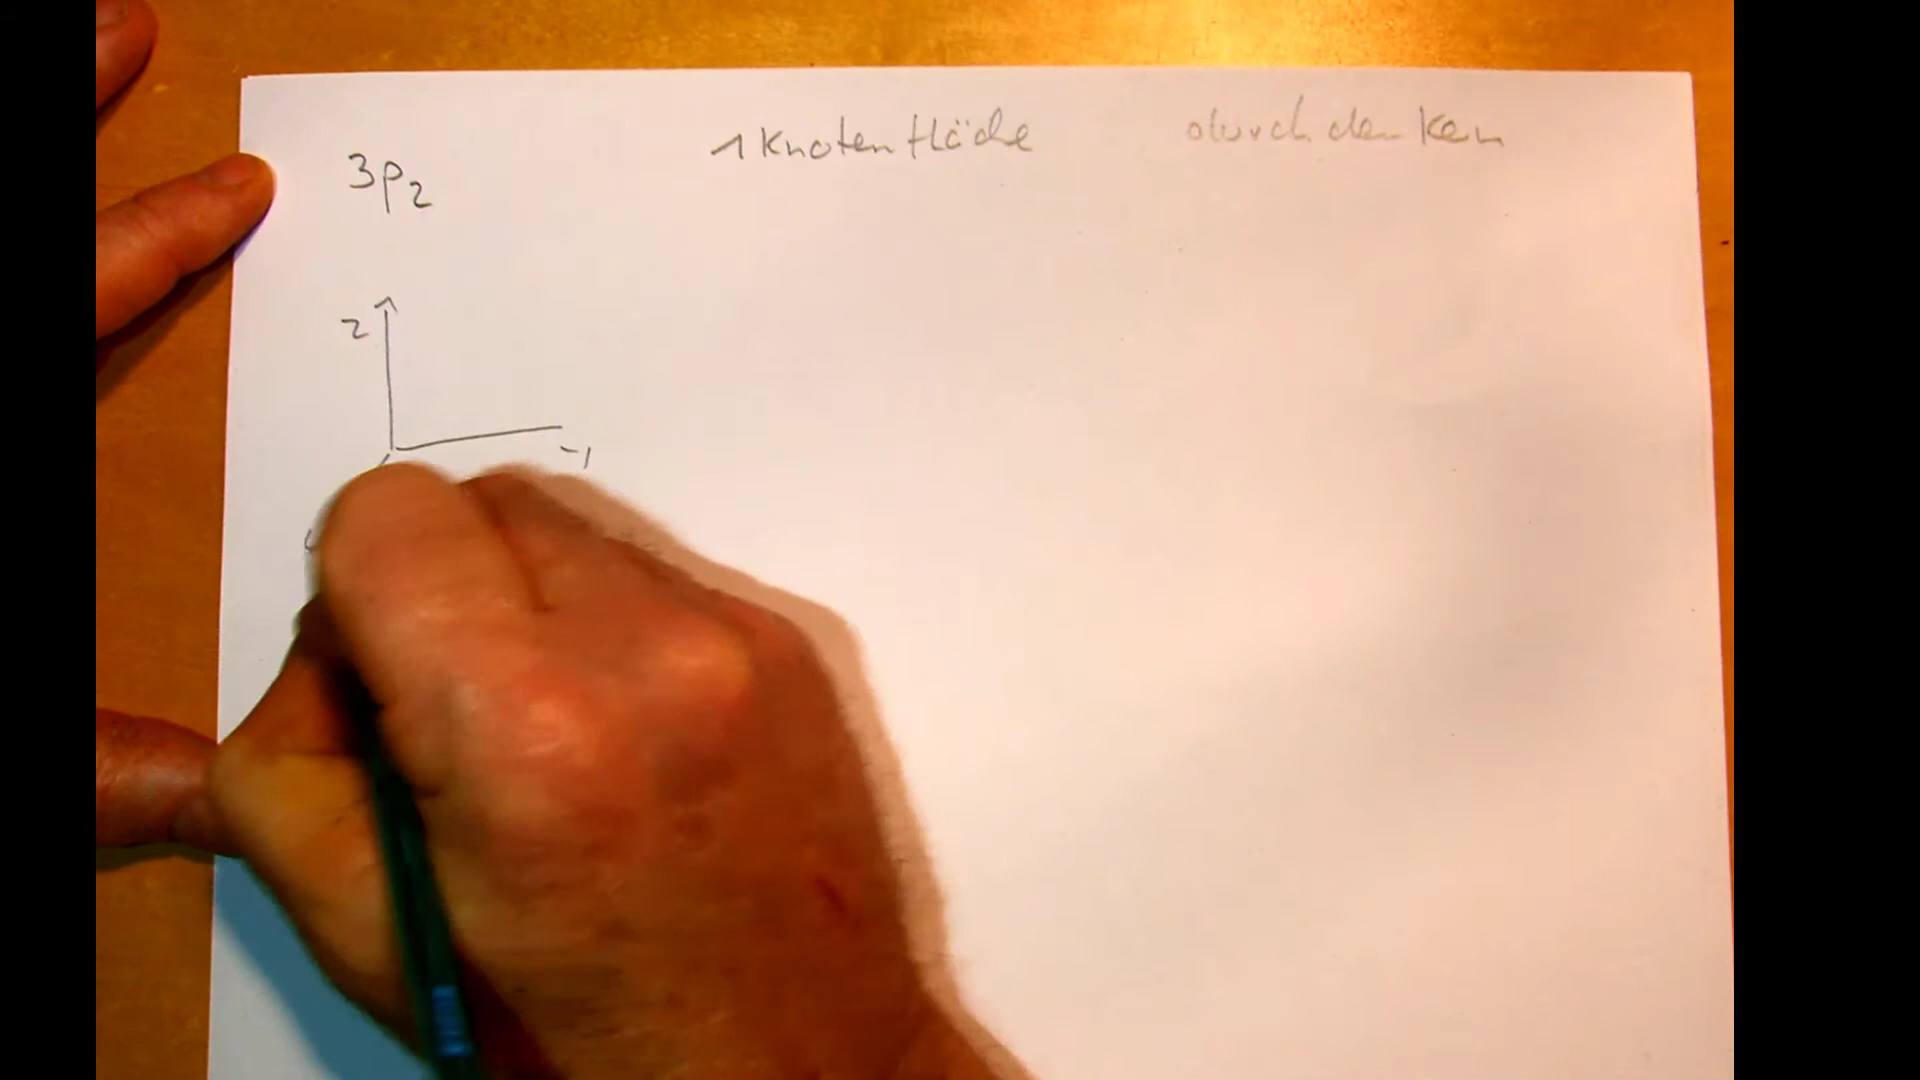 1 Knotenfläche durch den Kern
3p₂
z